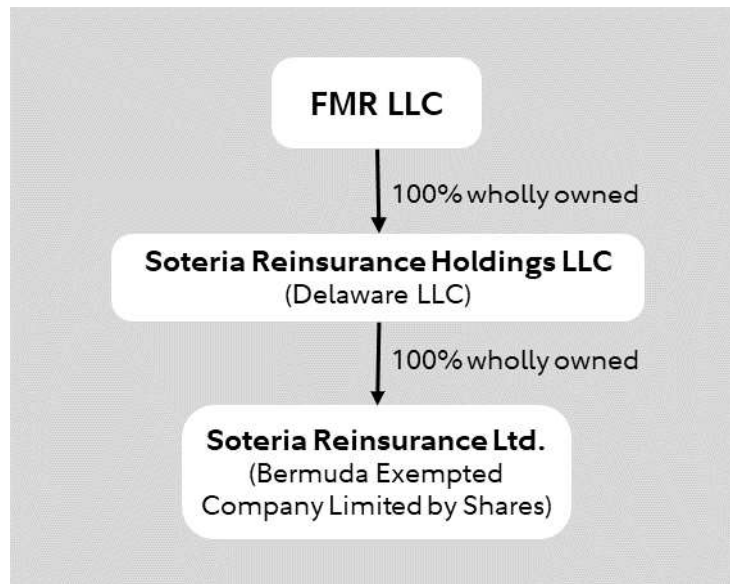 FMR LLC
100% wholly owned
Soteria Reinsurance Holdings LLC
(Delaware LLC)
100% wholly owned
Soteria Reinsurance Ltd.
(Bermuda Exempted
Company Limited by Shares)